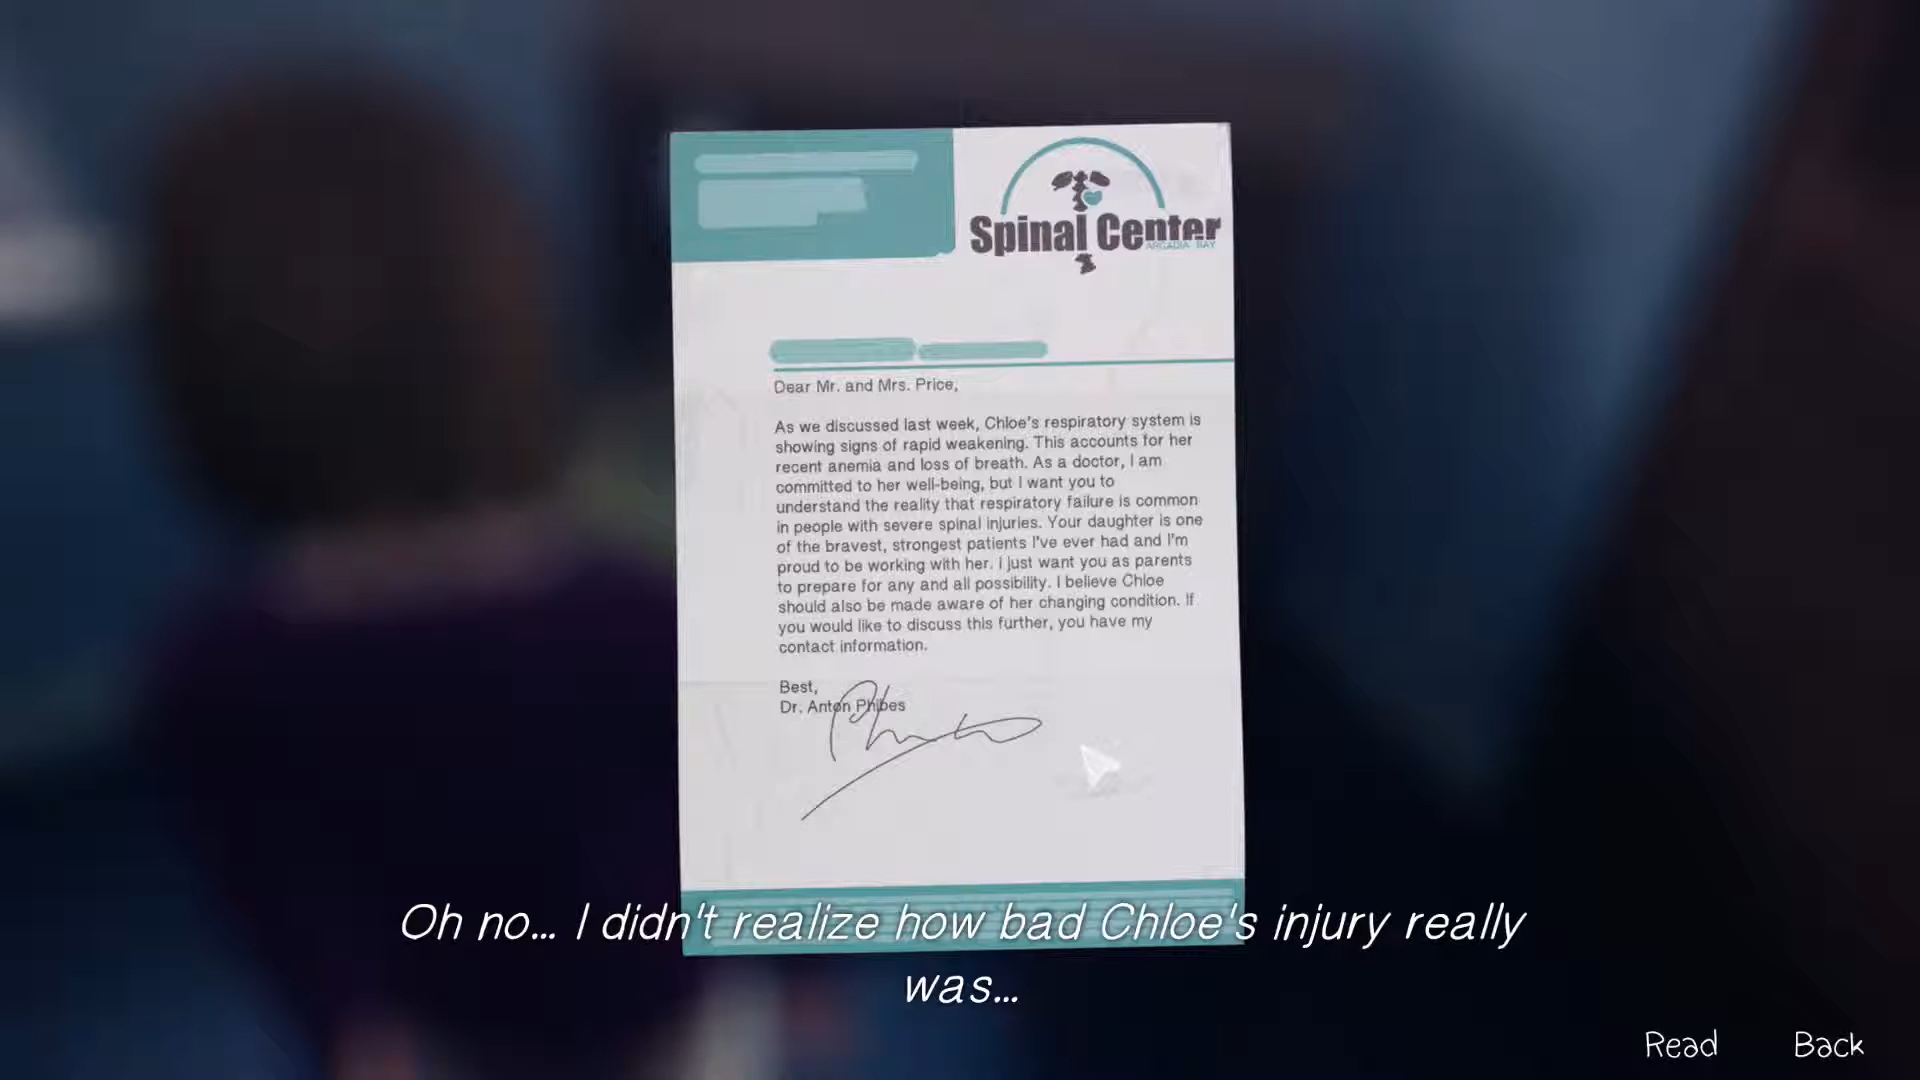 Spinal Center
ARCADIA BAY
Dear Mr. and Mrs. Price,
As we discussed last week, Chloe's respiratory system is
showing signs of rapid weakening. This accounts for her
recent anemia and loss of breath. As a doctor, I am
committed to her well-being, but I want you to
understand the reality that respiratory failure is common
in people with severe spinal injuries. Your daughter is one
of the bravest, strongest patients I've ever had and I'm
proud to be working with her. I just want you as parents
to prepare for any and all possibility. I believe Chloe
should also be made aware of her changing condition. If
you would like to discuss this further, you have my
contact information.
Best,
Dr. Anton Phibes
Oh no... I didn't realize how bad Chloe's injury really
was...
Read Back